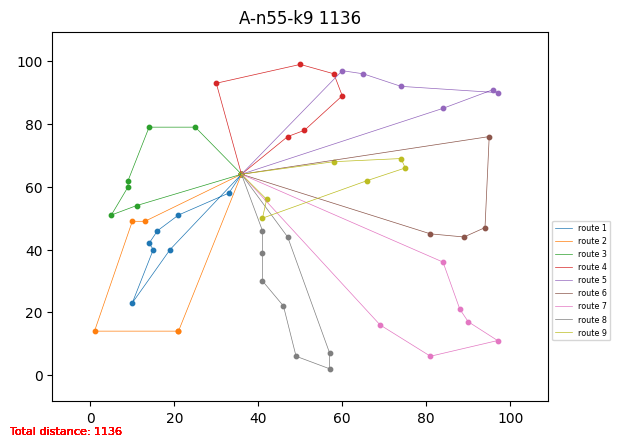 A-n55-k9 1136
100
80
60
40
20
0
0 20 40 60 80 100
route 1
route 2
route 3
route 4
route 5
route 6
route 7
route 8
route 9
Total distance: 1136